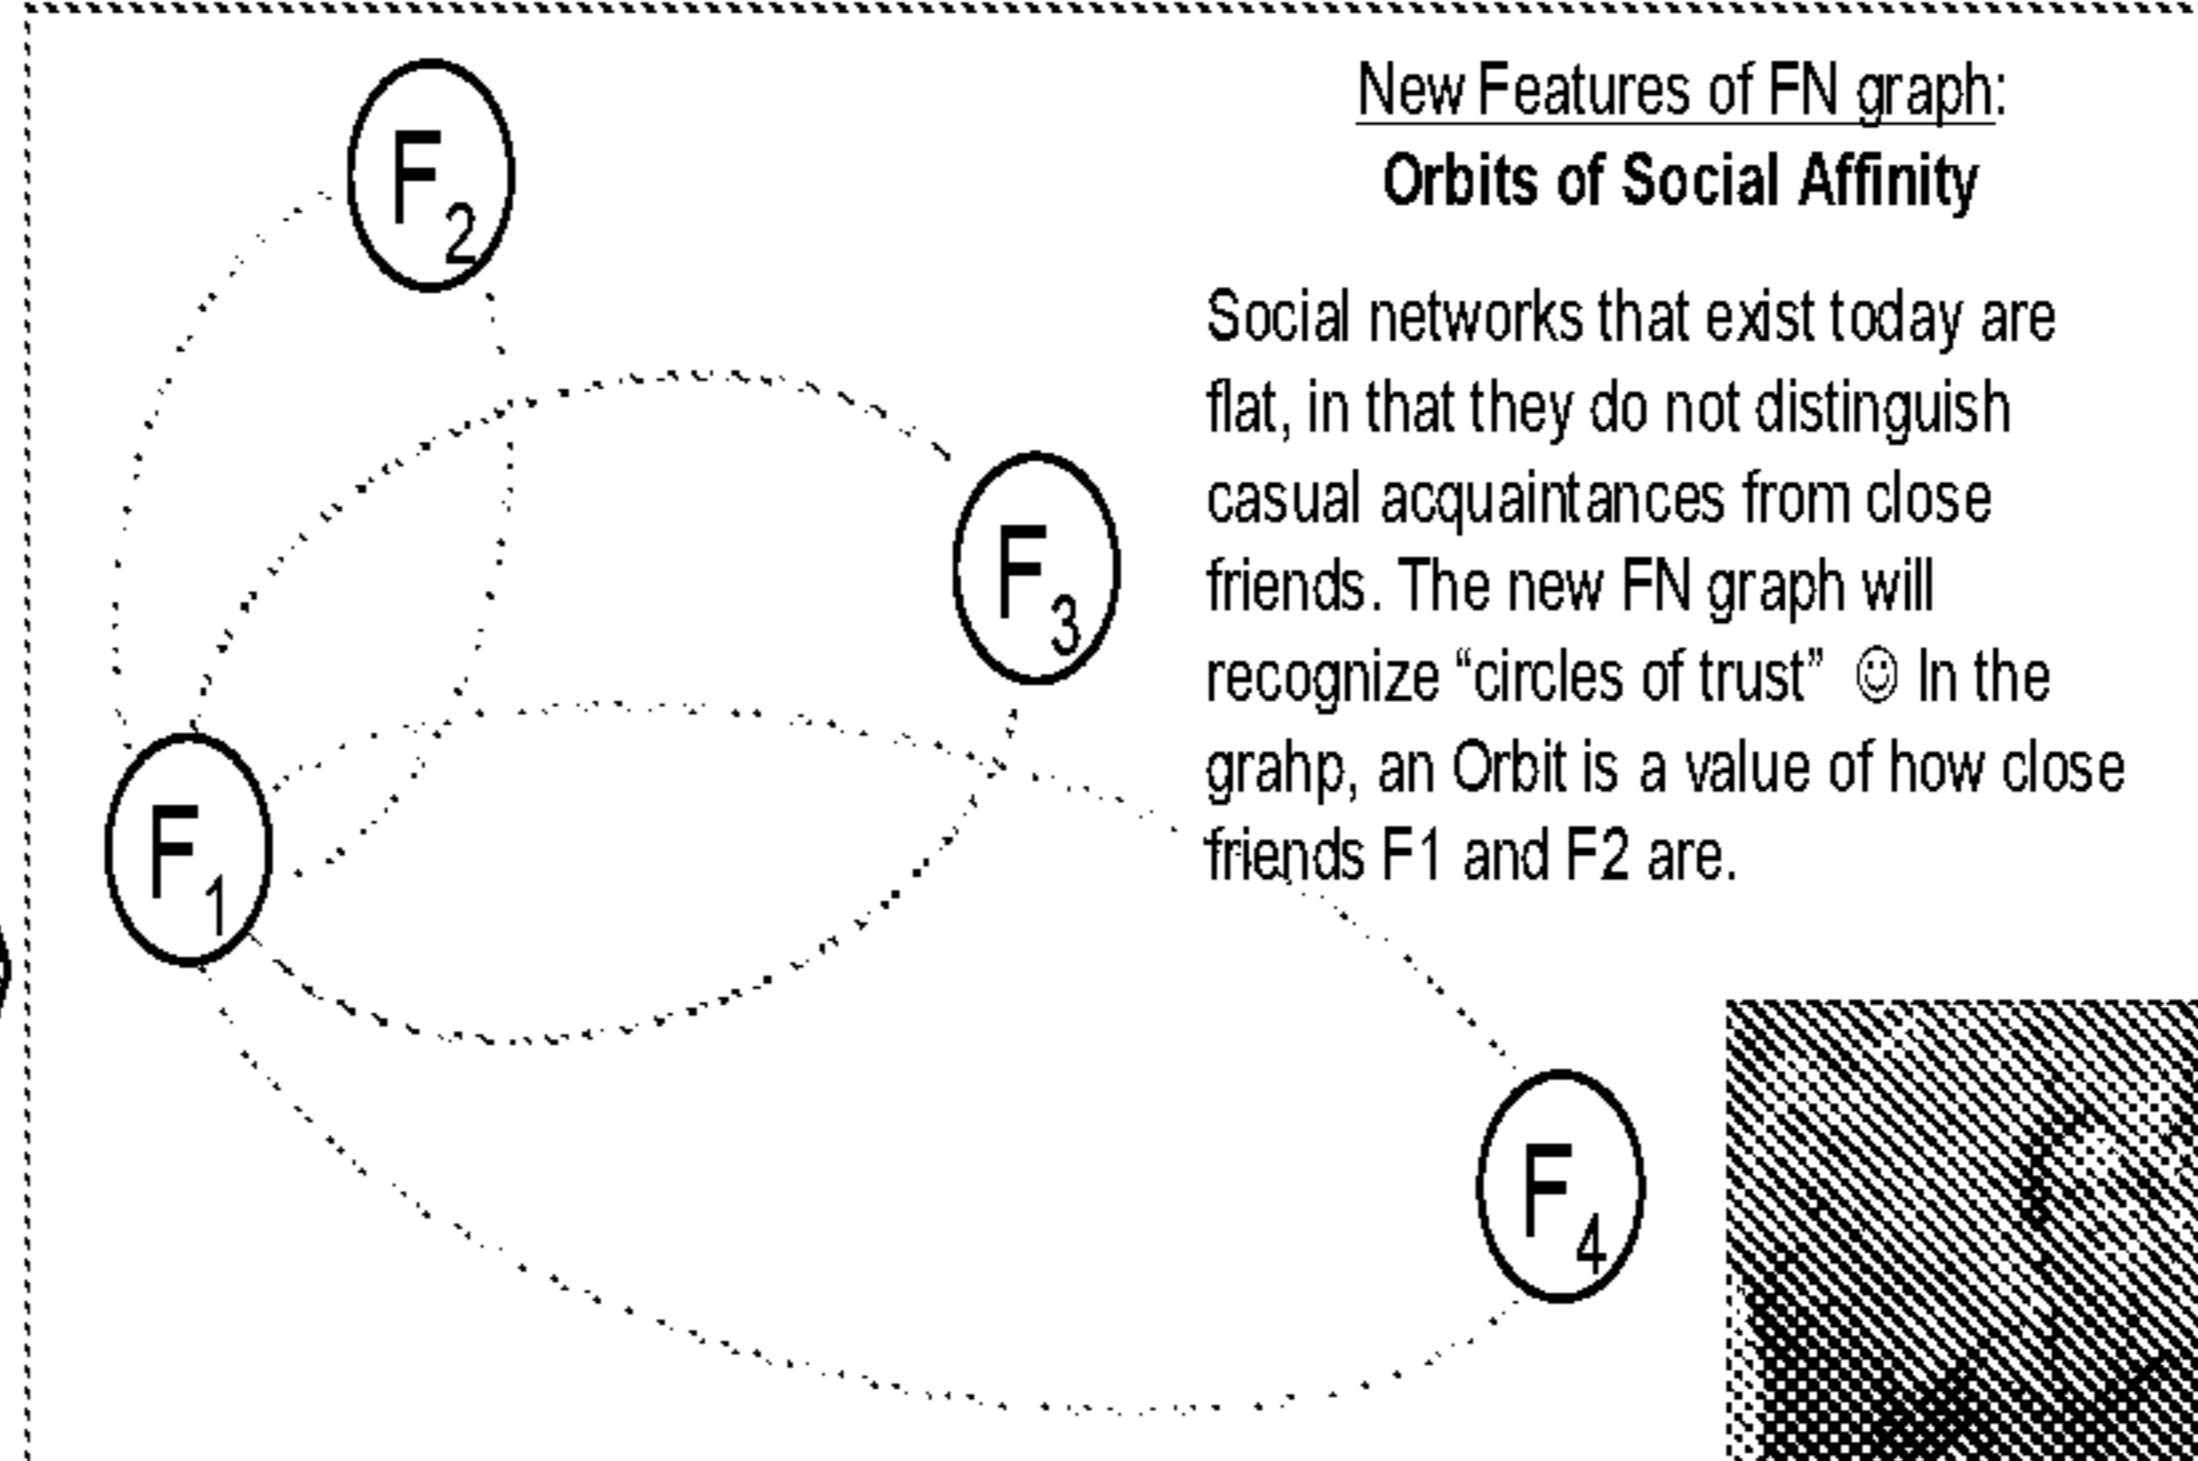 New Features of FN graph:
Orbits of Social Affinity
F2
Social networks that exist today are
flat, in that they do not distinguish
casual acquaintances from close
friends. The new FN graph will
recognize “circles of trust” ☺ In the
grahp, an Orbit is a value of how close
friends F1 and F2 are.
F3
F1
F4